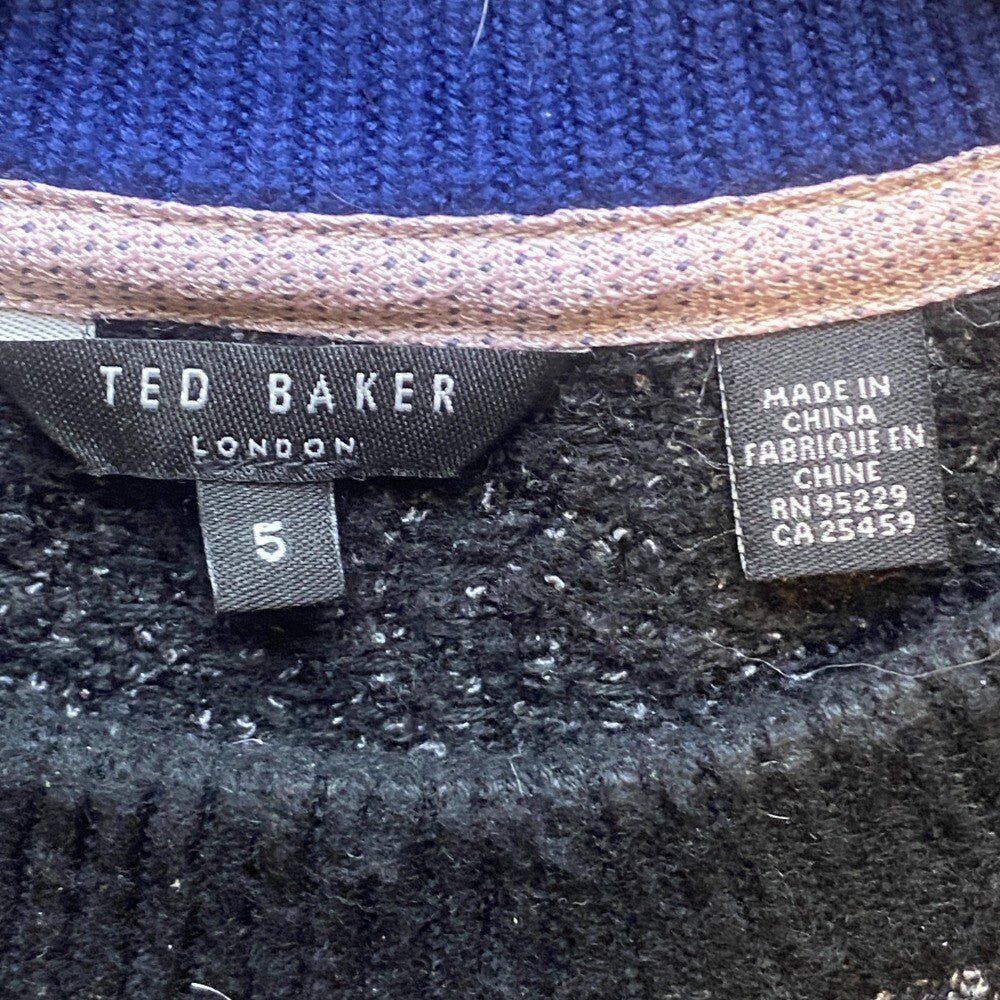 TED BAKER
LONDON
5
MADE IN
CHINA
FABRIQUE EN
CHINE
RN 95229
CA 25459